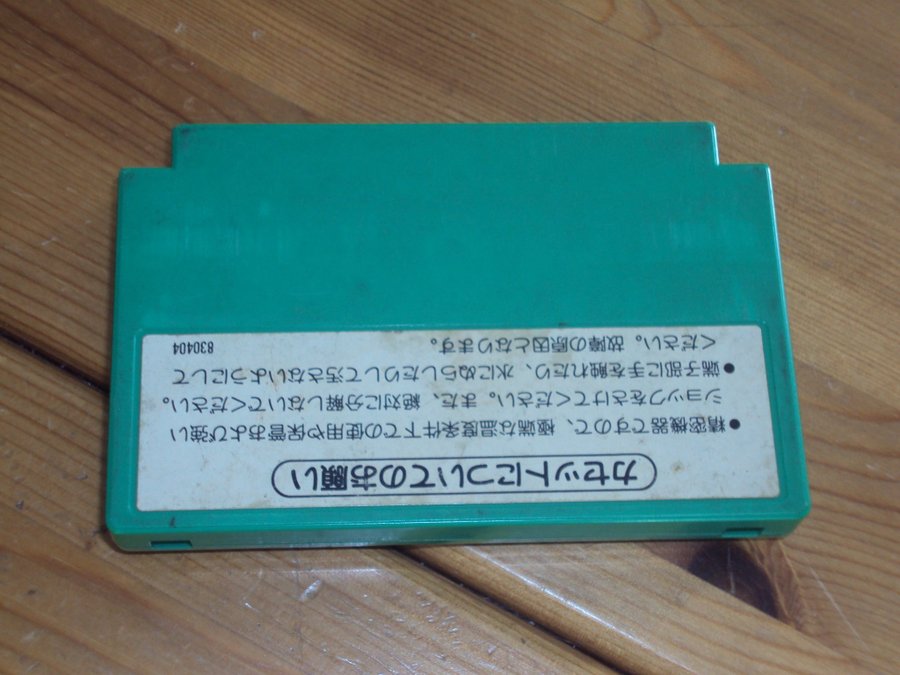 カセットについてのお願い
●精密機器ですので、極端な温度条件下での使用や保管および強い
ショックをさけてください。また、絶対に分解しないでください。
●端子部に手を触れたり、水にぬらしたりして汚さないようにして
ください。故障の原因となります。
830404